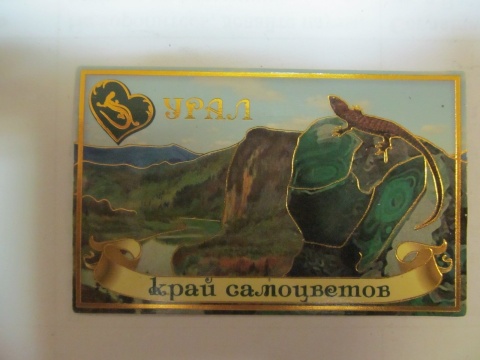 УРАЛ
край самоцветов